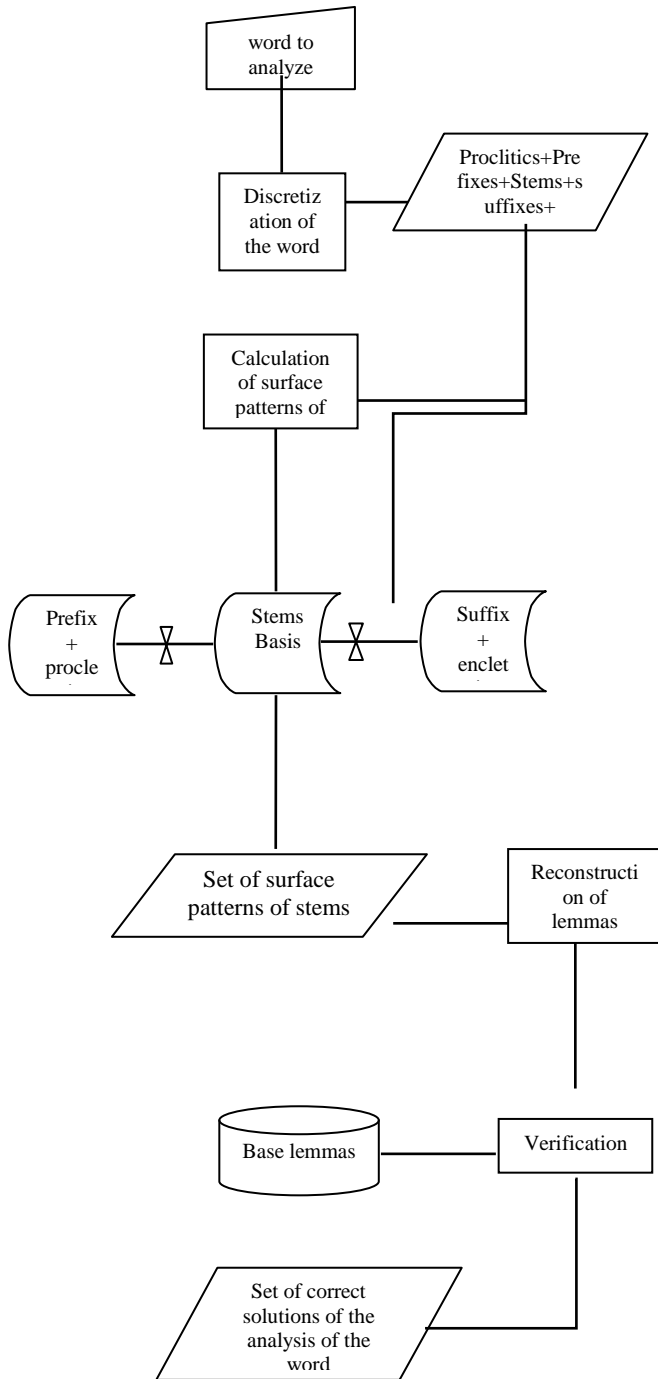 word to
analyze
Proclitics+Pre
fixes+Stems+s
uffixes+
Discretiz
ation of
the word
Calculation
of surface
patterns of
Prefix
+
procle
Stems
Basis
Suffix
+
enclet
Set of surface
patterns of stems
Reconstructi
on of
lemmas
Base lemmas
Verification
Set of correct
solutions of the
analysis of the
word